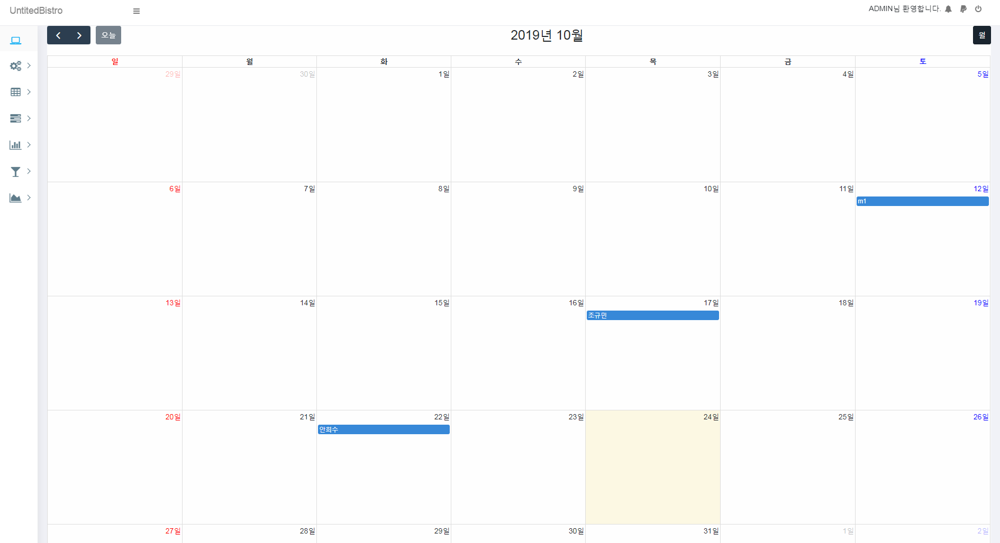 UntitedBistro
ADMIN님 환영합니다.
오늘
2019년 10월
월
일 월 화 수 목 금 토
29일 30일 1일 2일 3일 4일 5일
6일 7일 8일 9일 10일 11일 12일
m1
13일 14일 15일 16일 17일 18일 19일
조규민
20일 21일 22일 23일 24일 25일 26일
안희수
27일 28일 29일 30일 31일 1일 2일